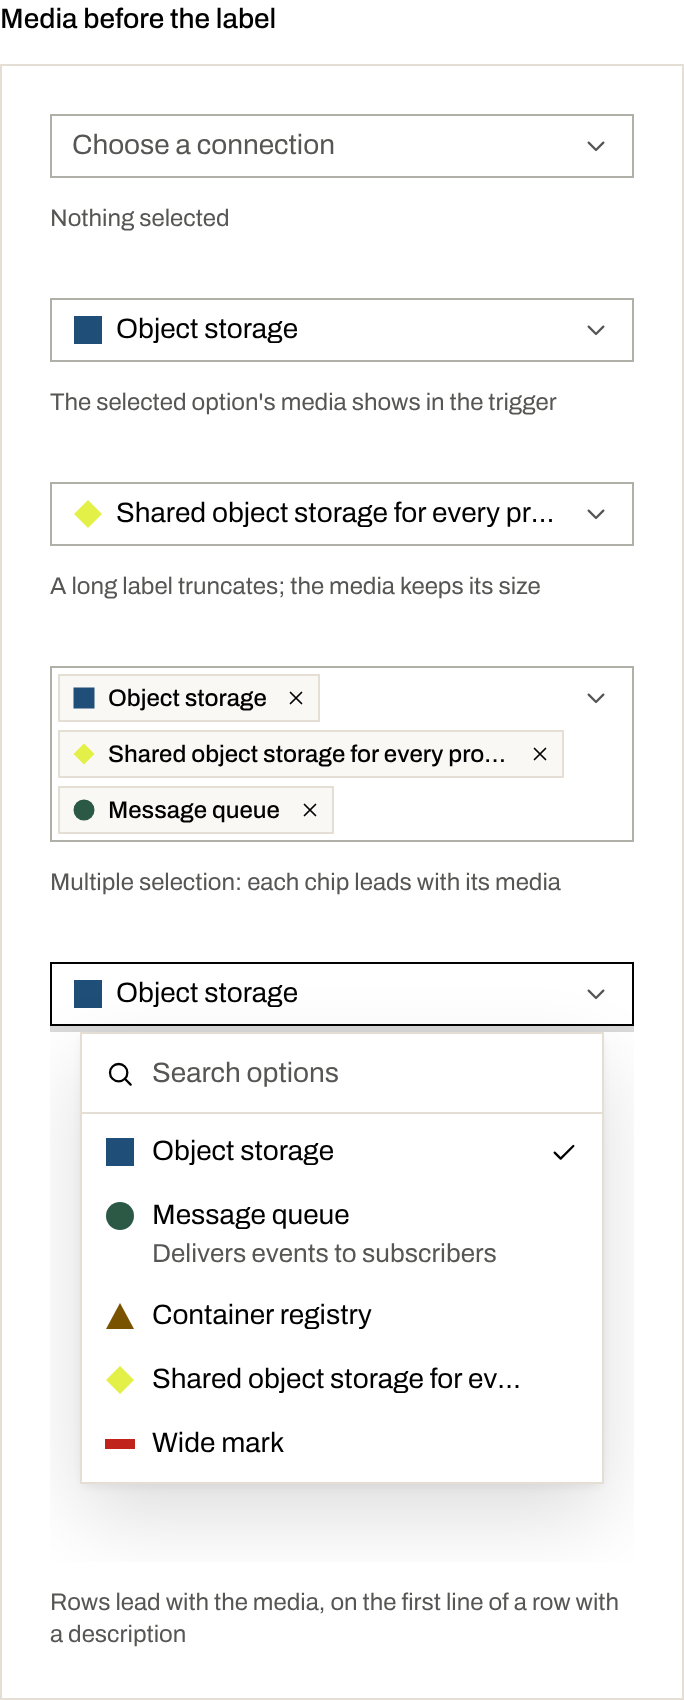 Media before the label
Choose a connection
Nothing selected
Object storage
The selected option's media shows in the trigger
Shared object storage for every pr...
A long label truncates; the media keeps its size
Object storage
Shared object storage for every pro...
Message queue
Multiple selection: each chip leads with its media
Object storage
Search options
Object storage
Message queue
Delivers events to subscribers
Container registry
Shared object storage for ev...
Wide mark
Rows lead with the media, on the first line of a row with
a description